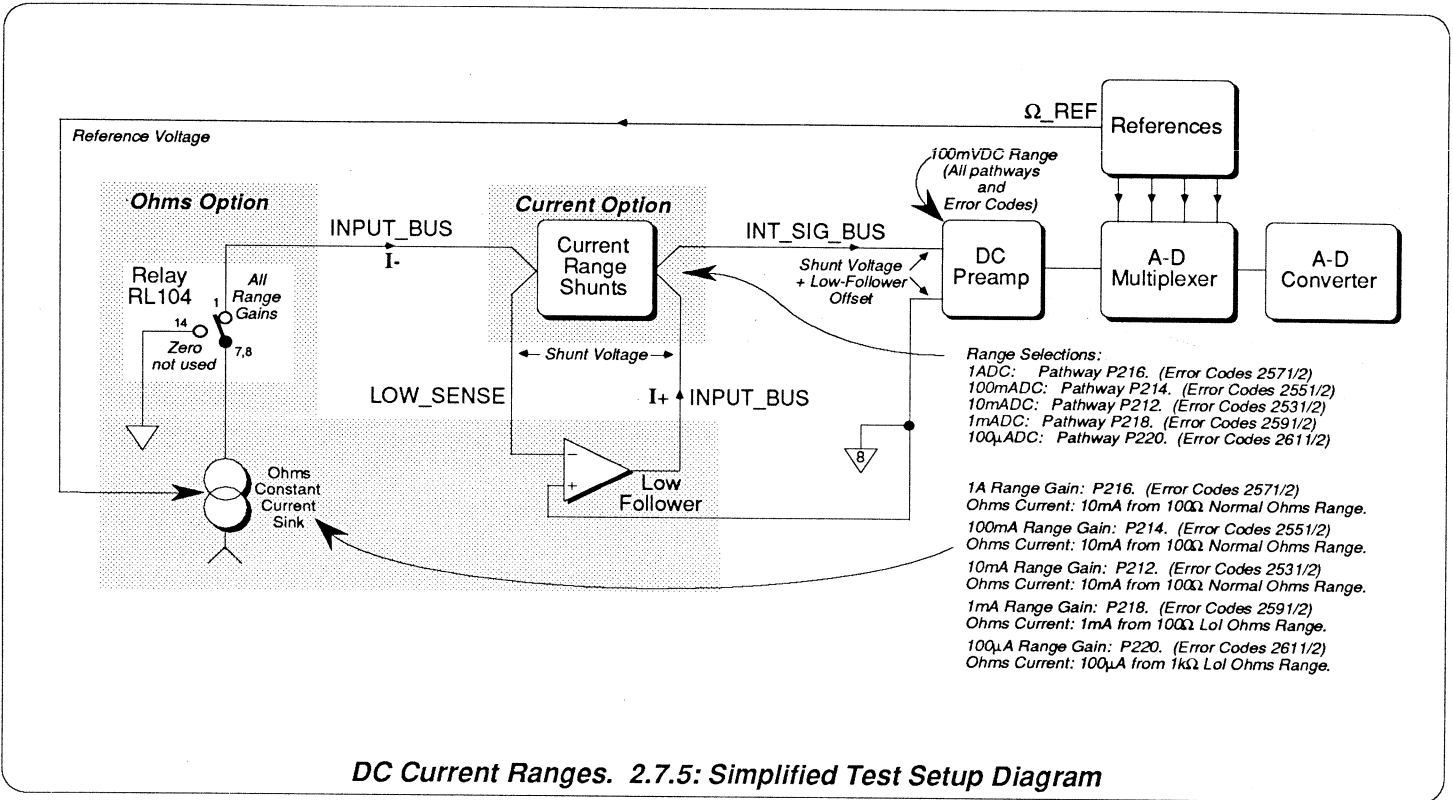 Ω_REF
References
Reference Voltage
100mVDC Range
(All pathways
and
Error Codes)
Ohms Option
Current Option
INPUT_BUS
I-
Current
Range
Shunts
INT_SIG_BUS
Shunt Voltage
+ Low-Follower
Offset
DC
Preamp
A-D
Multiplexer
A-D
Converter
Relay
RL104
All
Range
Gains
1
14
7,8
Zero
not used
Shunt Voltage
LOW_SENSE
I+ INPUT_BUS
Range Selections:
1ADC: Pathway P216. (Error Codes 2571/2)
100mADC: Pathway P214. (Error Codes 2551/2)
10mADC: Pathway P212. (Error Codes 2531/2)
1mADC: Pathway P218. (Error Codes 2591/2)
100µADC: Pathway P220. (Error Codes 2611/2)
8
−
+
Low
Follower
Ohms
Constant
Current
Sink
1A Range Gain: P216. (Error Codes 2571/2)
Ohms Current: 10mA from 100Ω Normal Ohms Range.
100mA Range Gain: P214. (Error Codes 2551/2)
Ohms Current: 10mA from 100Ω Normal Ohms Range.
10mA Range Gain: P212. (Error Codes 2531/2)
Ohms Current: 10mA from 100Ω Normal Ohms Range.
1mA Range Gain: P218. (Error Codes 2591/2)
Ohms Current: 1mA from 100Ω LoI Ohms Range.
100µA Range Gain: P220. (Error Codes 2611/2)
Ohms Current: 100µA from 1kΩ LoI Ohms Range.
DC Current Ranges. 2.7.5: Simplified Test Setup Diagram